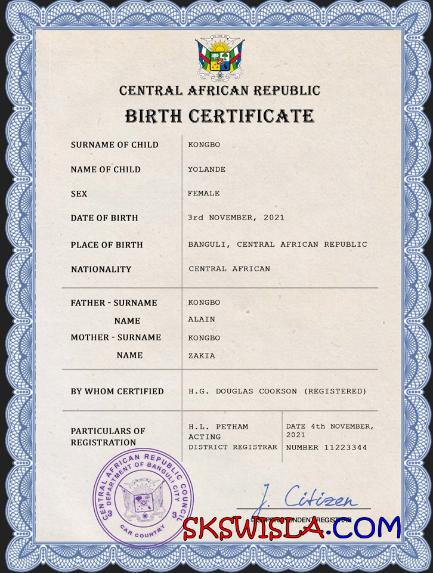 CENTRAL AFRICAN REPUBLIC
BIRTH CERTIFICATE
SURNAME OF CHILD KONGBO
NAME OF CHILD YOLANDE
SEX FEMALE
DATE OF BIRTH 3rd NOVEMBER, 2021
PLACE OF BIRTH BANGULI, CENTRAL AFRICAN REPUBLIC
NATIONALITY CENTRAL AFRICAN
FATHER - SURNAME KONGBO
NAME ALAIN
MOTHER - SURNAME KONGBO
NAME ZAKIA
BY WHOM CERTIFIED H.G. DOUGLAS COOKSON (REGISTERED)
PARTICULARS OF
REGISTRATION
H.L. PETHAM
ACTING
DISTRICT REGISTRAR
DATE 4th NOVEMBER,
2021
NUMBER 11223344
CENTRAL AFRICAN REPUBLIC COUNCIL
DEPARTMENT OF BANGUI CITY
CAR COUNTRY
J. Citizen
SKSWISLA.COM